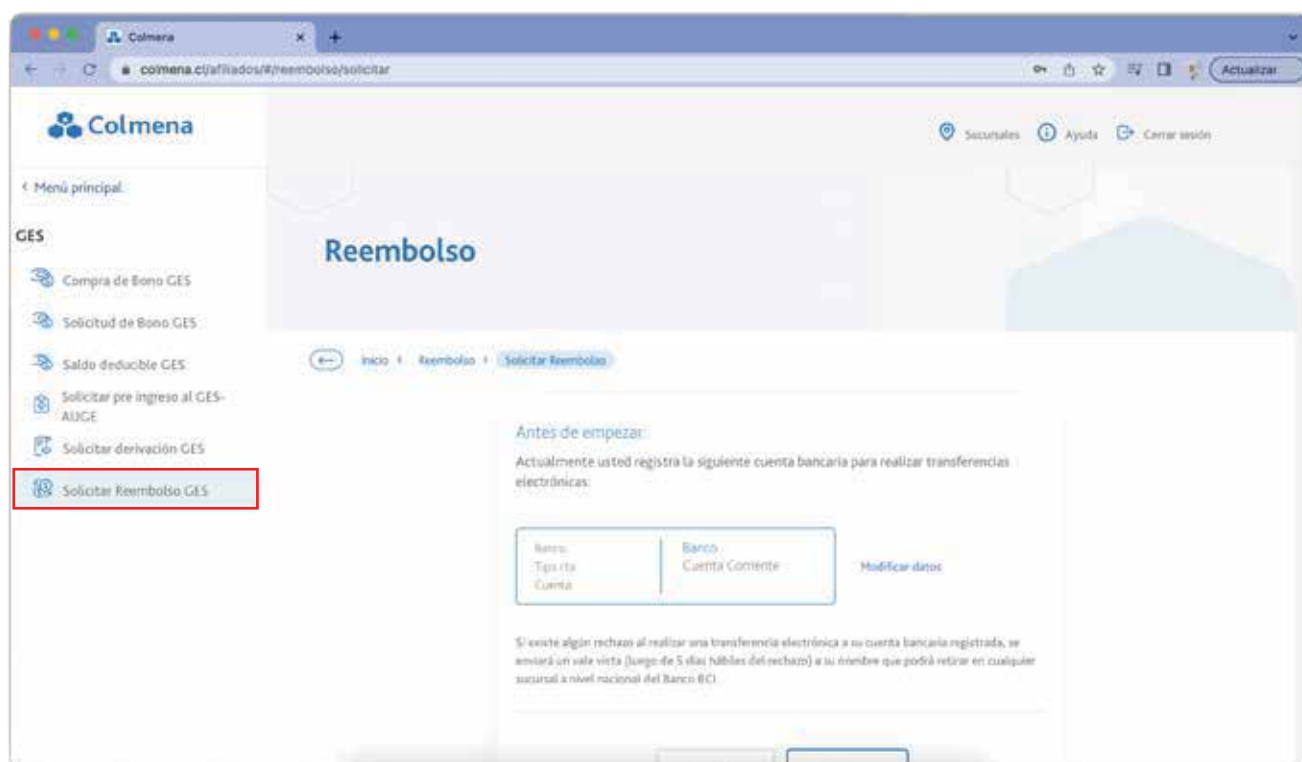 Colmena
colmena.cl/afiliados/#/reembolso/solicitar
Actualizar
Colmena
Sucursales
Ayuda
Cerrar sesión
Menú principal
GES
Compra de Bono GES
Solicitud de Bono GES
Saldo deducible GES
Solicitar pre ingreso al GES-
AUGE
Solicitar derivación GES
Solicitar Reembolso GES
Reembolso
Inicio
Reembolso
Solicitar Reembolso
Antes de empezar:
Actualmente usted registra la siguiente cuenta bancaria para realizar transferencias
electrónicas:
Banco
Banco
Tipo cta
Cuenta Corriente
Cuenta
Modificar datos
Si existe algún rechazo al realizar una transferencia electrónica a su cuenta bancaria registrada, se
enviará un vale vista (luego de 5 días hábiles del rechazo) a su nombre que podrá retirar en cualquier
sucursal a nivel nacional del Banco BCI.